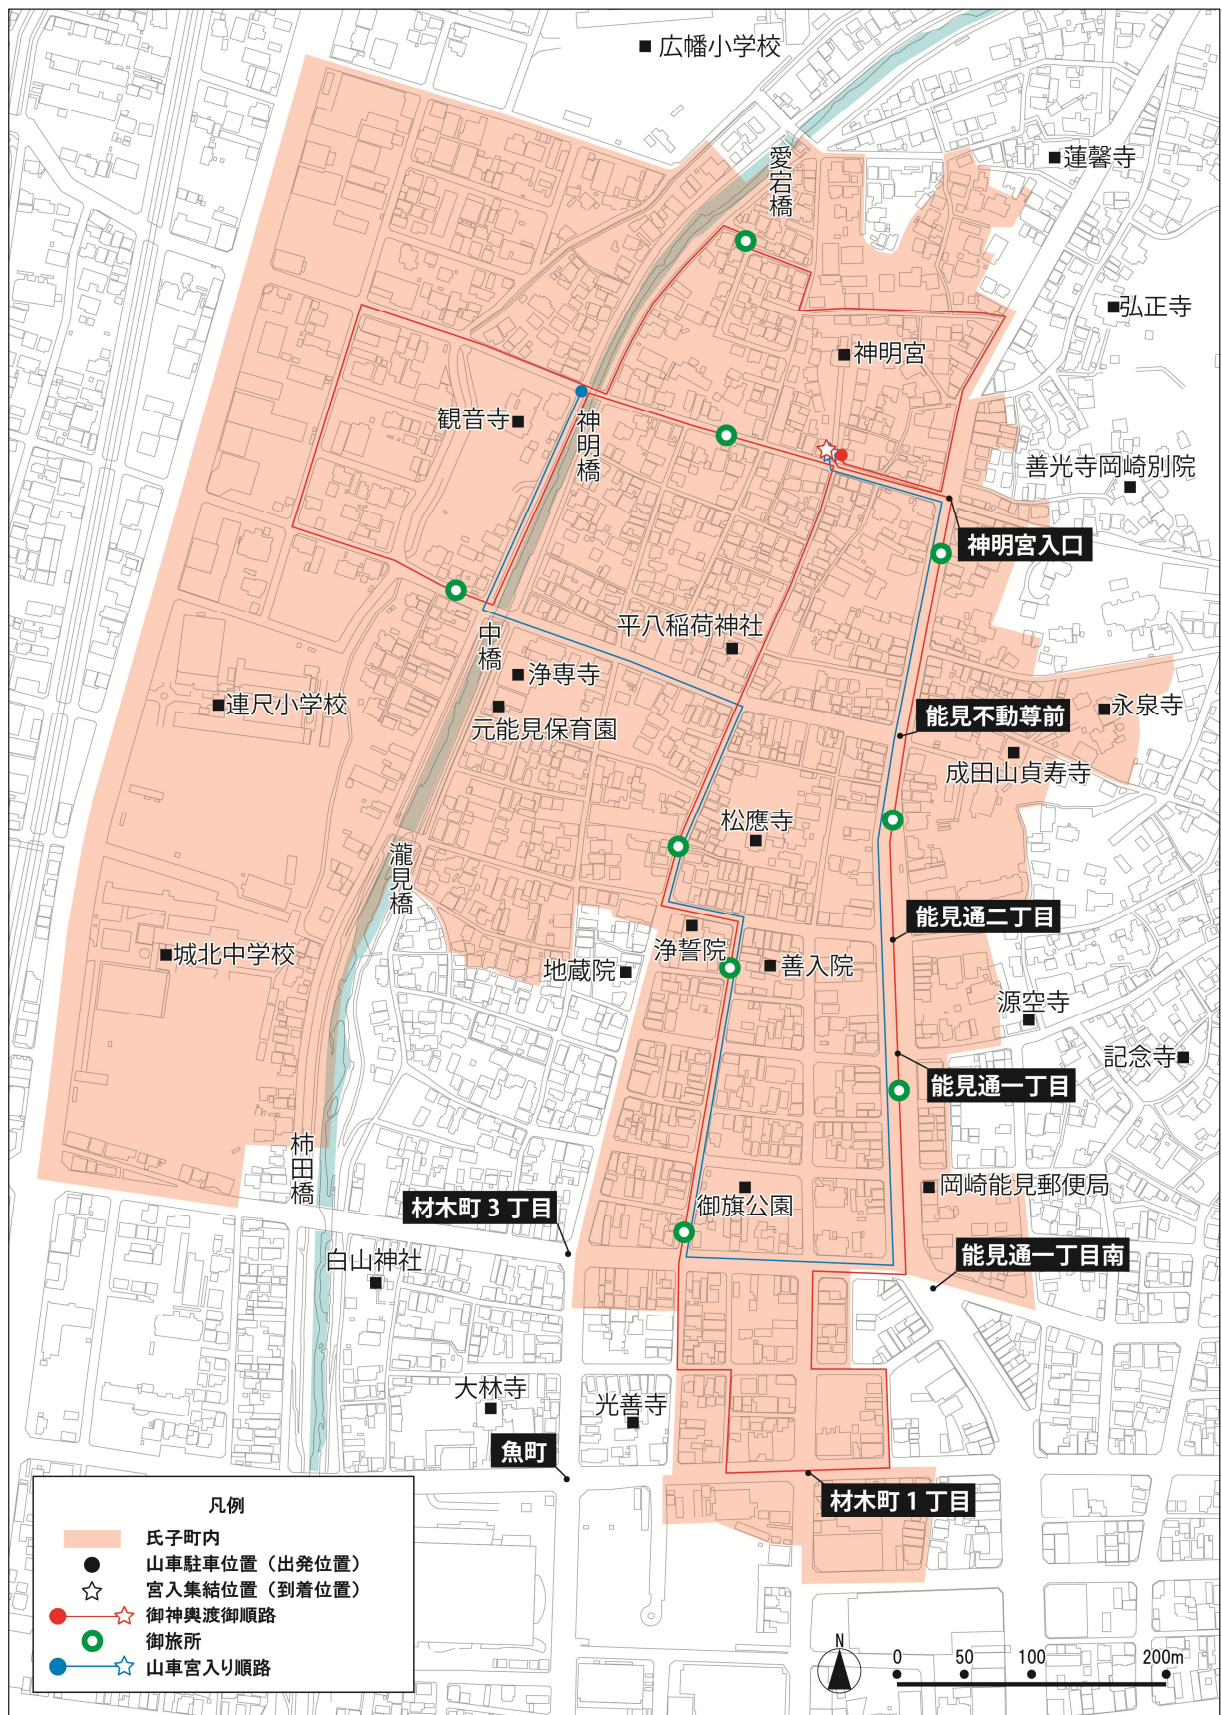 広幡小学校
愛宕橋
蓮馨寺
弘正寺
神明宮
観音寺
神明橋
善光寺岡崎別院
神明宮入口
平八稲荷神社
中橋
浄専寺
連尺小学校
元能見保育園
能見不動尊前
永泉寺
成田山貞寿寺
松應寺
瀧見橋
能見通二丁目
浄誓院
城北中学校
地蔵院
善入院
源空寺
記念寺
能見通一丁目
柿田橋
材木町3丁目
御旗公園
岡崎能見郵便局
白山神社
能見通一丁目南
大林寺
光善寺
魚町
材木町1丁目
凡例
氏子町内
山車駐車位置（出発位置）
宮入集結位置（到着位置）
御神輿渡御順路
御旅所
山車宮入り順路
N
0 50 100 200m